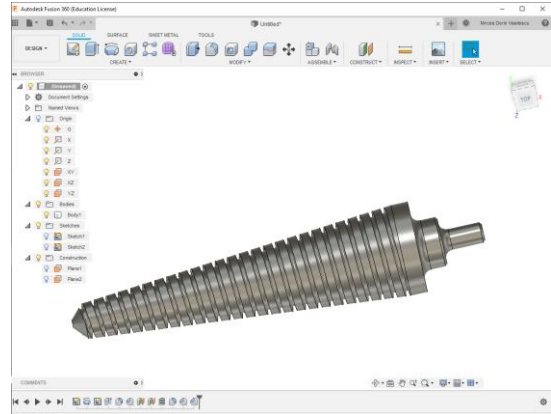 Autodesk Fusion 360 (Education License)
Untitled*
SOLID SURFACE SHEET METAL TOOLS
DESIGN
CREATE MODIFY ASSEMBLE CONSTRUCT INSPECT INSERT SELECT
BROWSER
(Unsaved)
Document Settings
Named Views
Origin
O
X
Y
Z
XY
XZ
YZ
Bodies
Body1
Sketches
Sketch1
Sketch2
Construction
Plane1
Plane2
TOP
X
Z
COMMENTS